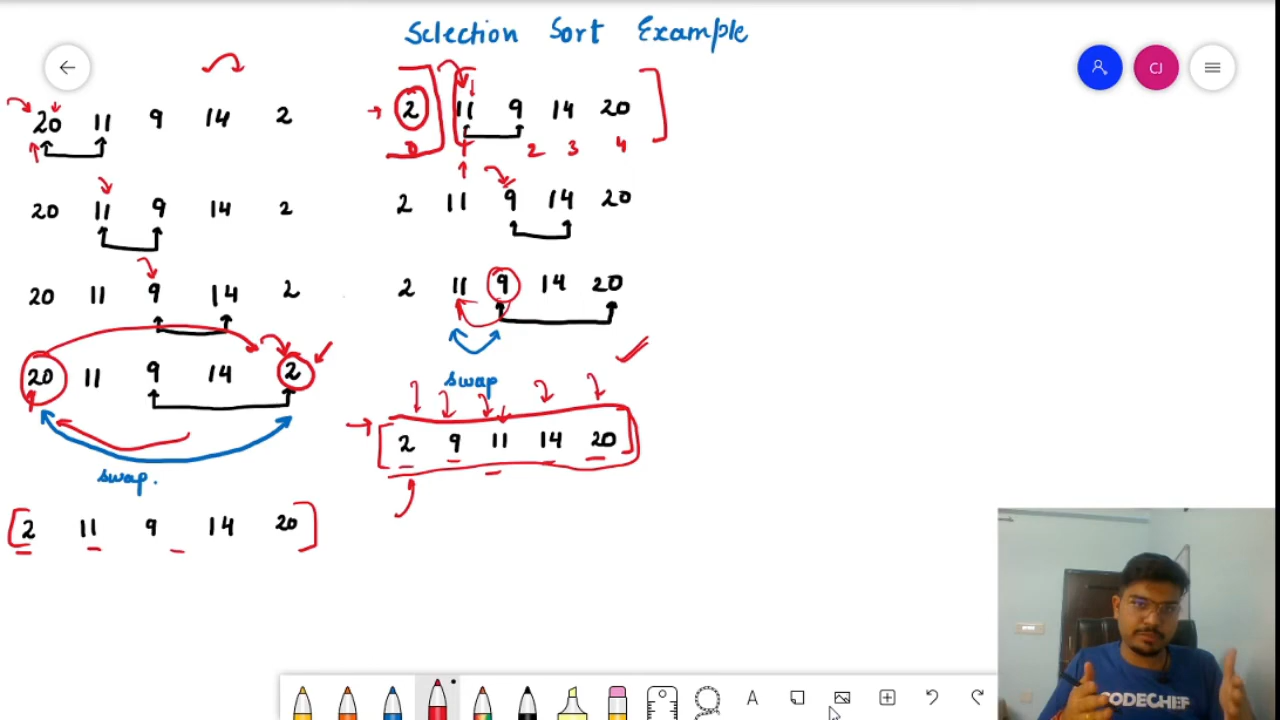 Selection Sort Example
CJ
20 11 9 14 2
20 11 9 14 2
20 11 9 14 2
20 11 9 14 2
swap.
2 11 9 14 20
2 11 9 14 20
0 1 2 3 4
2 11 9 14 20
2 11 9 14 20
swap
2 9 11 14 20
A
CODECHEF